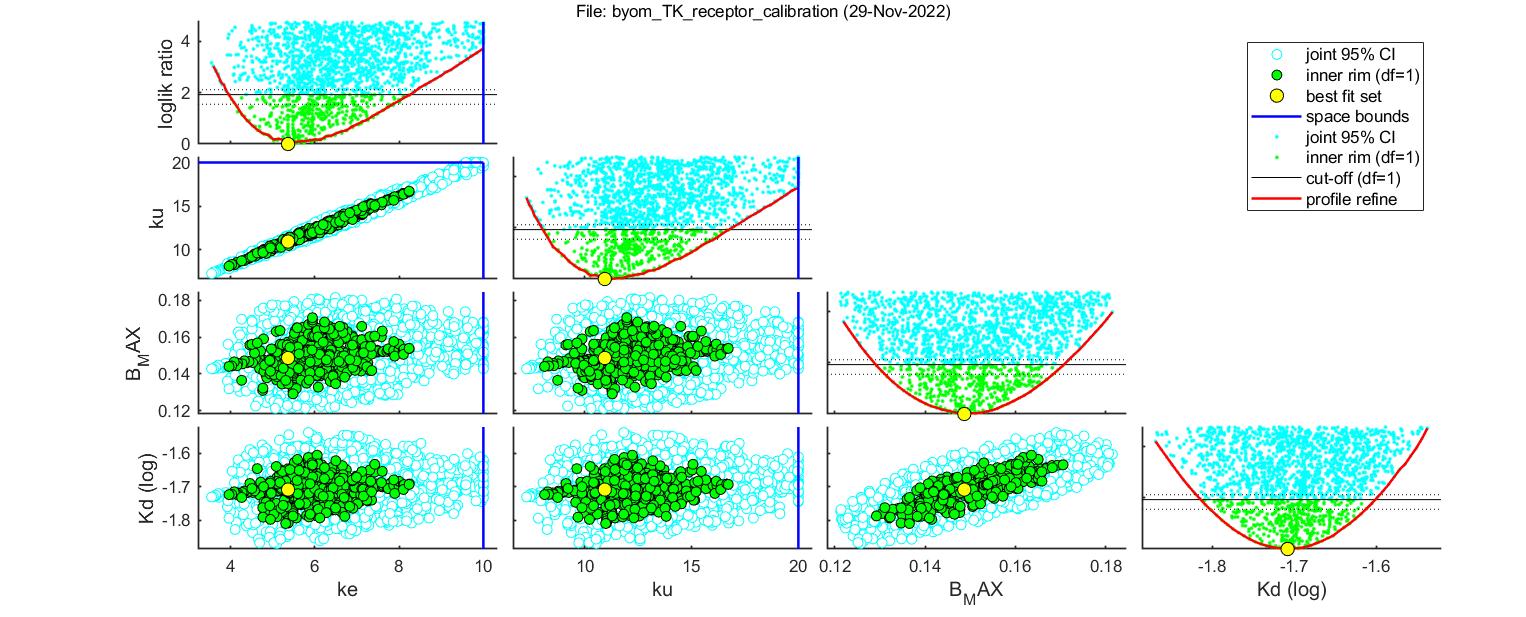 File: byom_TK_receptor_calibration (29-Nov-2022)
loglik ratio
4
2
0
joint 95% CI
inner rim (df=1)
best fit set
space bounds
joint 95% CI
inner rim (df=1)
cut-off (df=1)
profile refine
ku
20
15
10
B_MAX
0.18
0.16
0.14
0.12
Kd (log)
-1.6
-1.7
-1.8
4 6 8 10
10 15 20
0.12 0.14 0.16 0.18
-1.8 -1.7 -1.6
ke
ku
B_MAX
Kd (log)